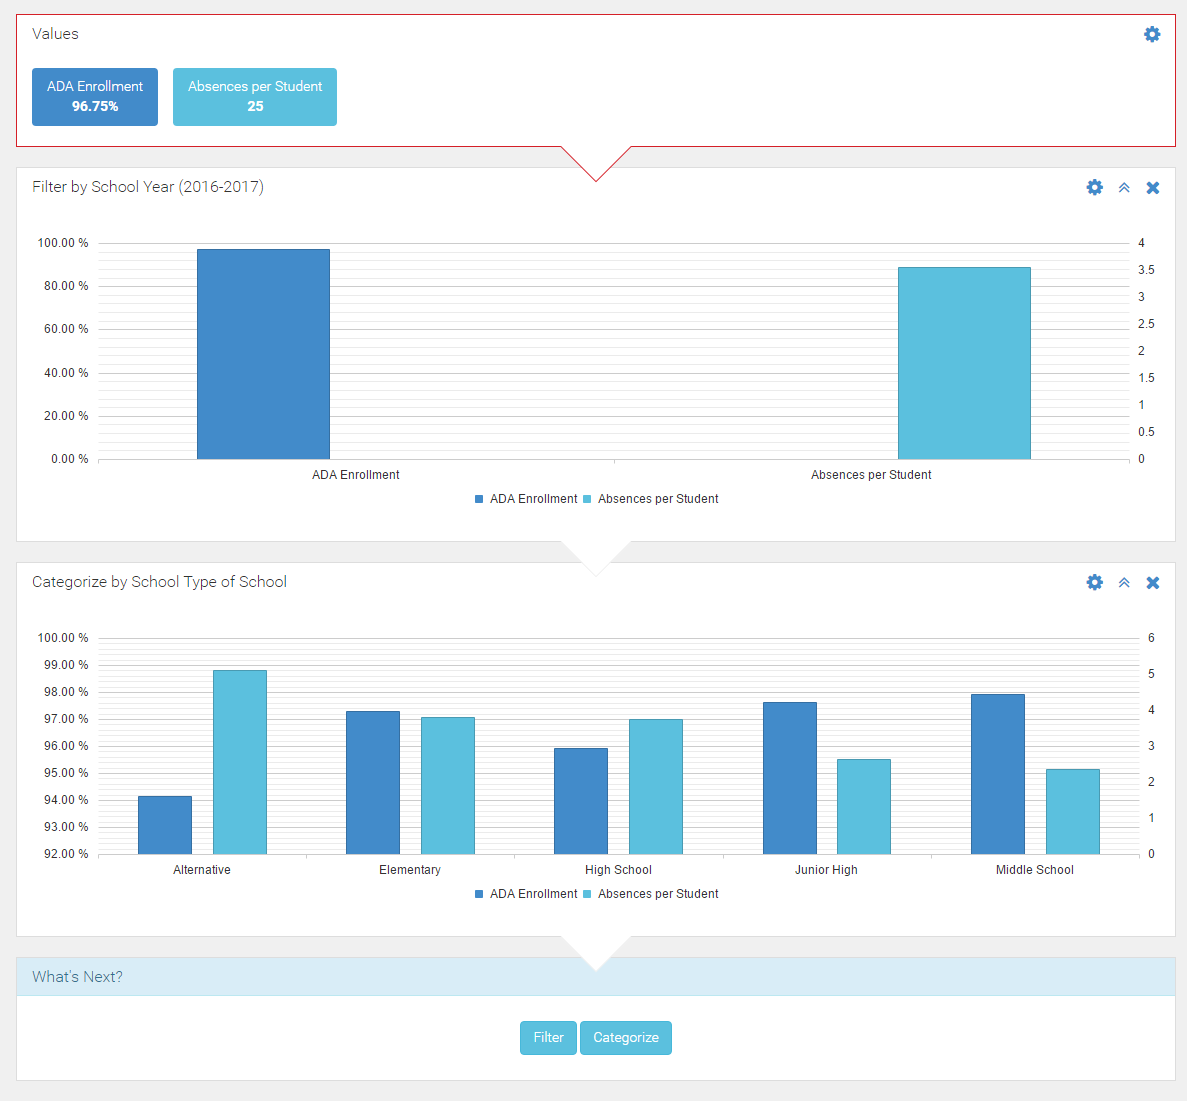 Values
ADA Enrollment
96.75%
Absences per Student
25
Filter by School Year (2016-2017)
100.00 %
80.00 %
60.00 %
40.00 %
20.00 %
0.00 %
4
3.5
3
2.5
2
1.5
1
0.5
0
ADA Enrollment
Absences per Student
ADA Enrollment Absences per Student
Categorize by School Type of School
100.00 %
99.00 %
98.00 %
97.00 %
96.00 %
95.00 %
94.00 %
93.00 %
92.00 %
6
5
4
3
2
1
0
Alternative
Elementary
High School
Junior High
Middle School
ADA Enrollment Absences per Student
What's Next?
Filter
Categorize